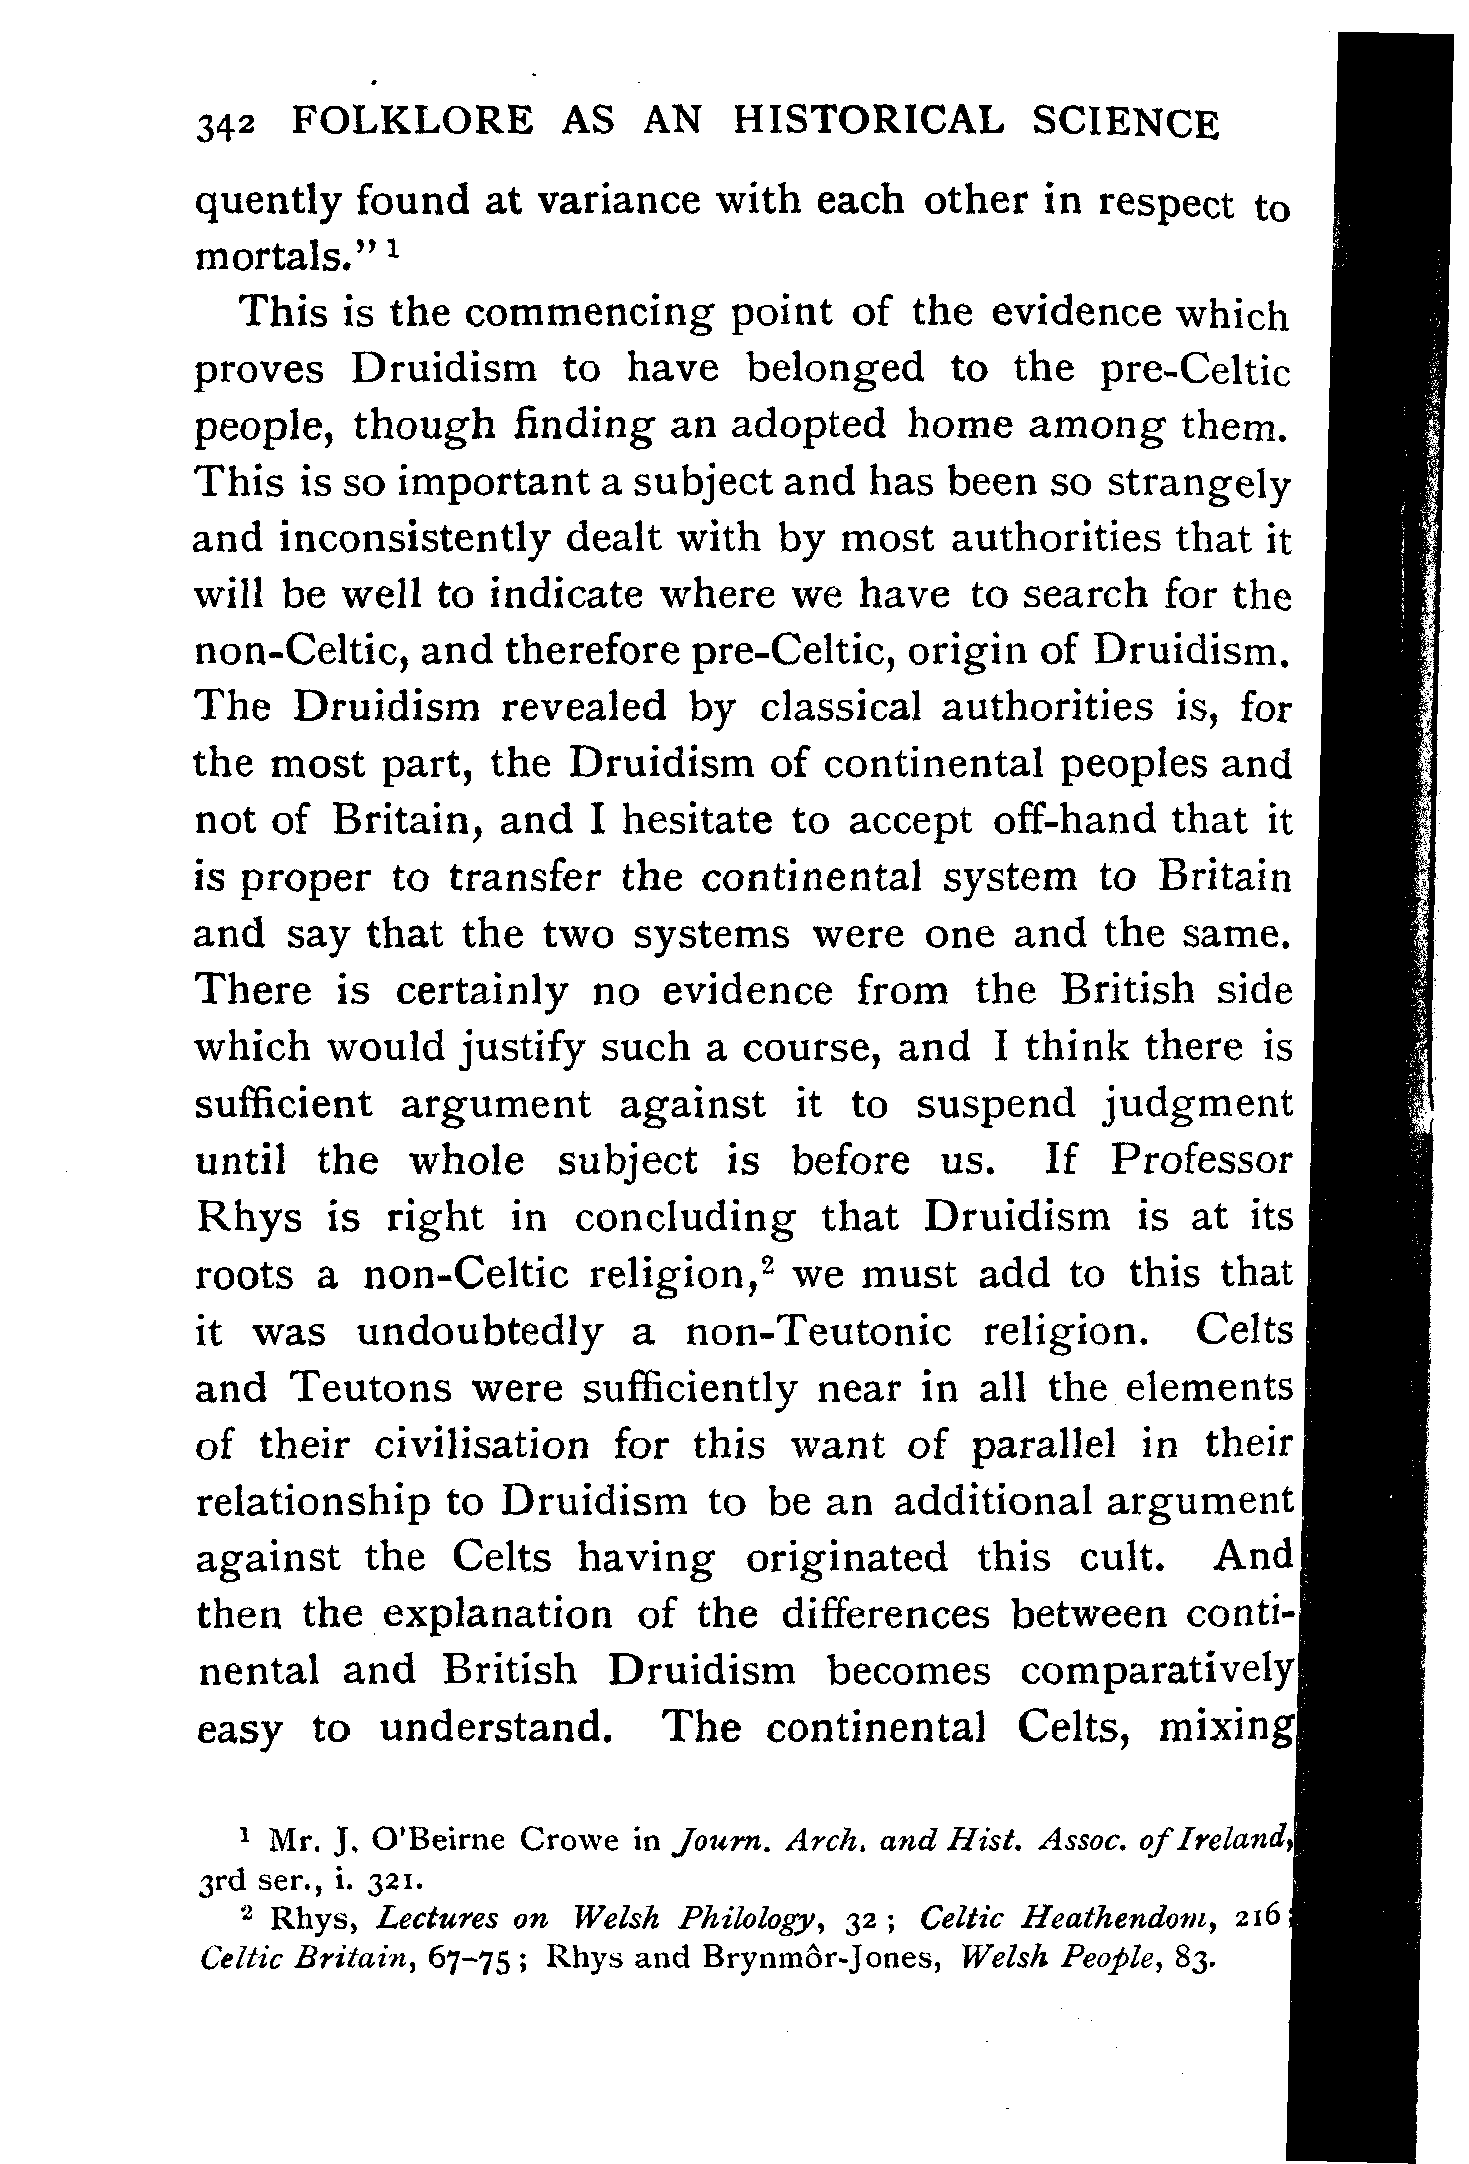 342 FOLKLORE AS AN HISTORICAL SCIENCE
quently found at variance with each other in respect to
mortals." 1
This is the commencing point of the evidence which
proves Druidism to have belonged to the pre-Celtic
people, though finding an adopted home among them.
This is so important a subject and has been so strangely
and inconsistently dealt with by most authorities that it
will be well to indicate where we have to search for the
non-Celtic, and therefore pre-Celtic, origin of Druidism.
The Druidism revealed by classical authorities is, for
the most part, the Druidism of continental peoples and
not of Britain, and I hesitate to accept off-hand that it
is proper to transfer the continental system to Britain
and say that the two systems were one and the same.
There is certainly no evidence from the British side
which would justify such a course, and I think there is
sufficient argument against it to suspend judgment
until the whole subject is before us. If Professor
Rhys is right in concluding that Druidism is at its
roots a non-Celtic religion,2 we must add to this that
it was undoubtedly a non-Teutonic religion. Celts
and Teutons were sufficiently near in all the elements
of their civilisation for this want of parallel in their
relationship to Druidism to be an additional argument
against the Celts having originated this cult. And
then the explanation of the differences between conti-
nental and British Druidism becomes comparatively
easy to understand. The continental Celts, mixing
1 Mr. J. O'Beirne Crowe in Journ. Arch. and Hist. Assoc. of Ireland,
3rd ser., i. 321.
2 Rhys, Lectures on Welsh Philology, 32 ; Celtic Heathendom, 216;
Celtic Britain, 67–75 ; Rhys and Brynmôr-Jones, Welsh People, 83.